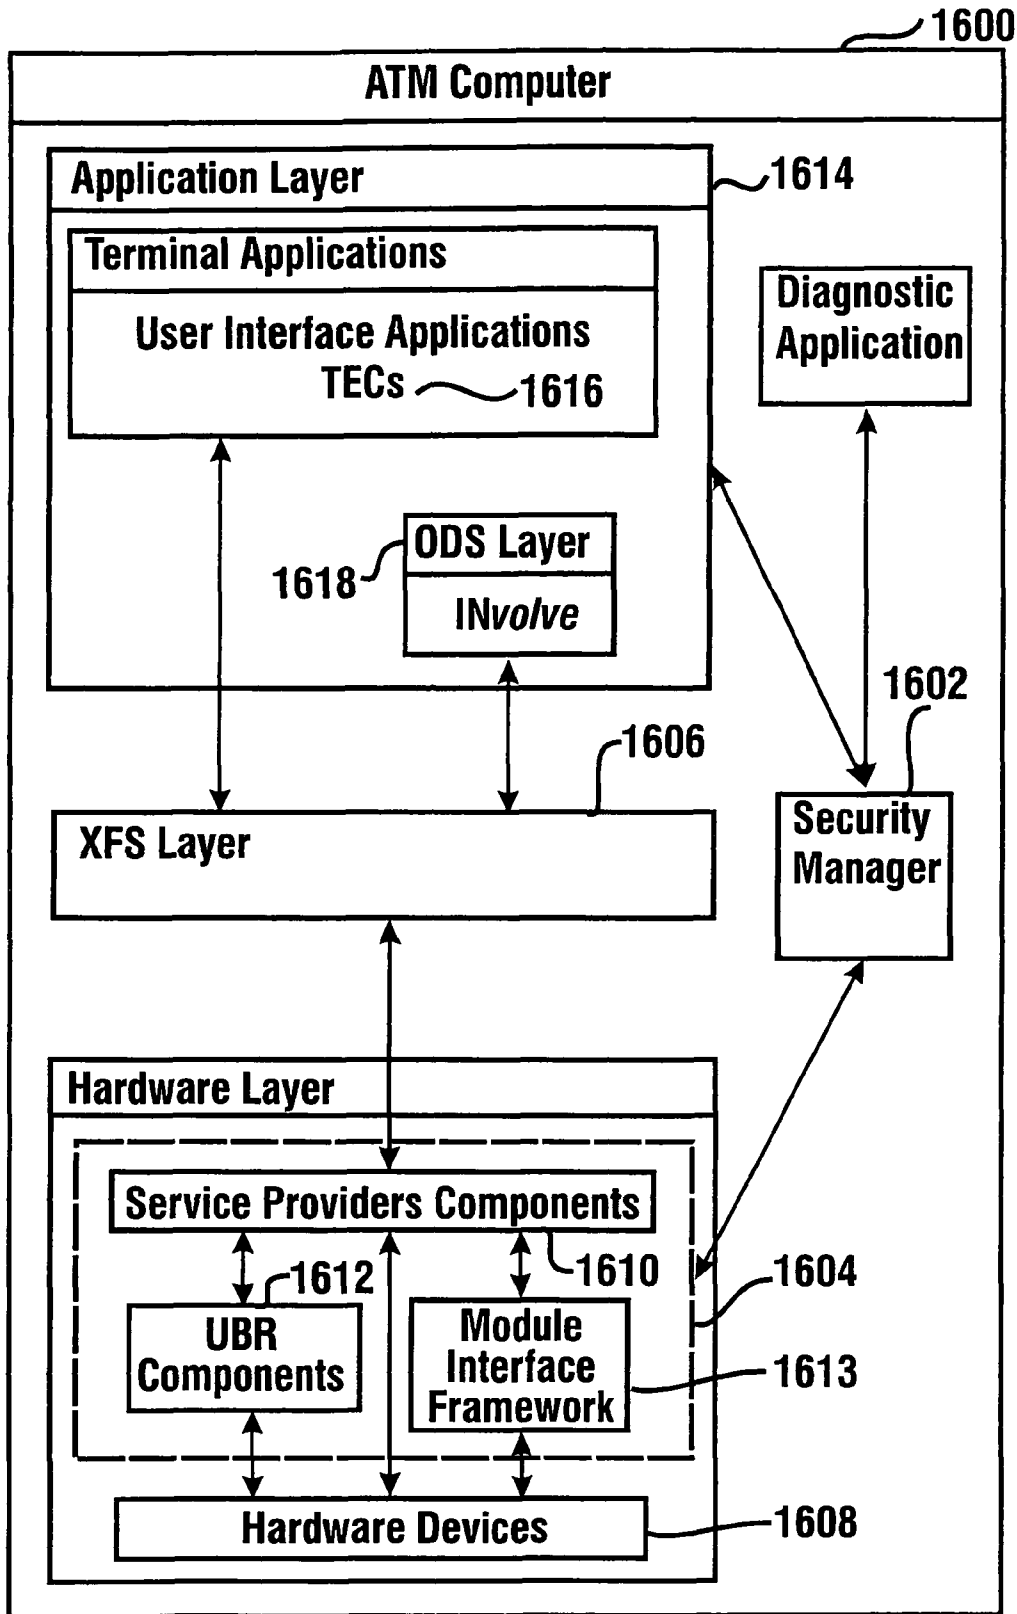 1600
ATM Computer
Application Layer
1614
Terminal Applications
User Interface Applications
TECs
1616
Diagnostic
Application
ODS Layer
1618
INvolve
1602
1606
XFS Layer
Security
Manager
Hardware Layer
Service Providers Components
1612
1610
1604
UBR
Components
Module
Interface
Framework
1613
Hardware Devices
1608